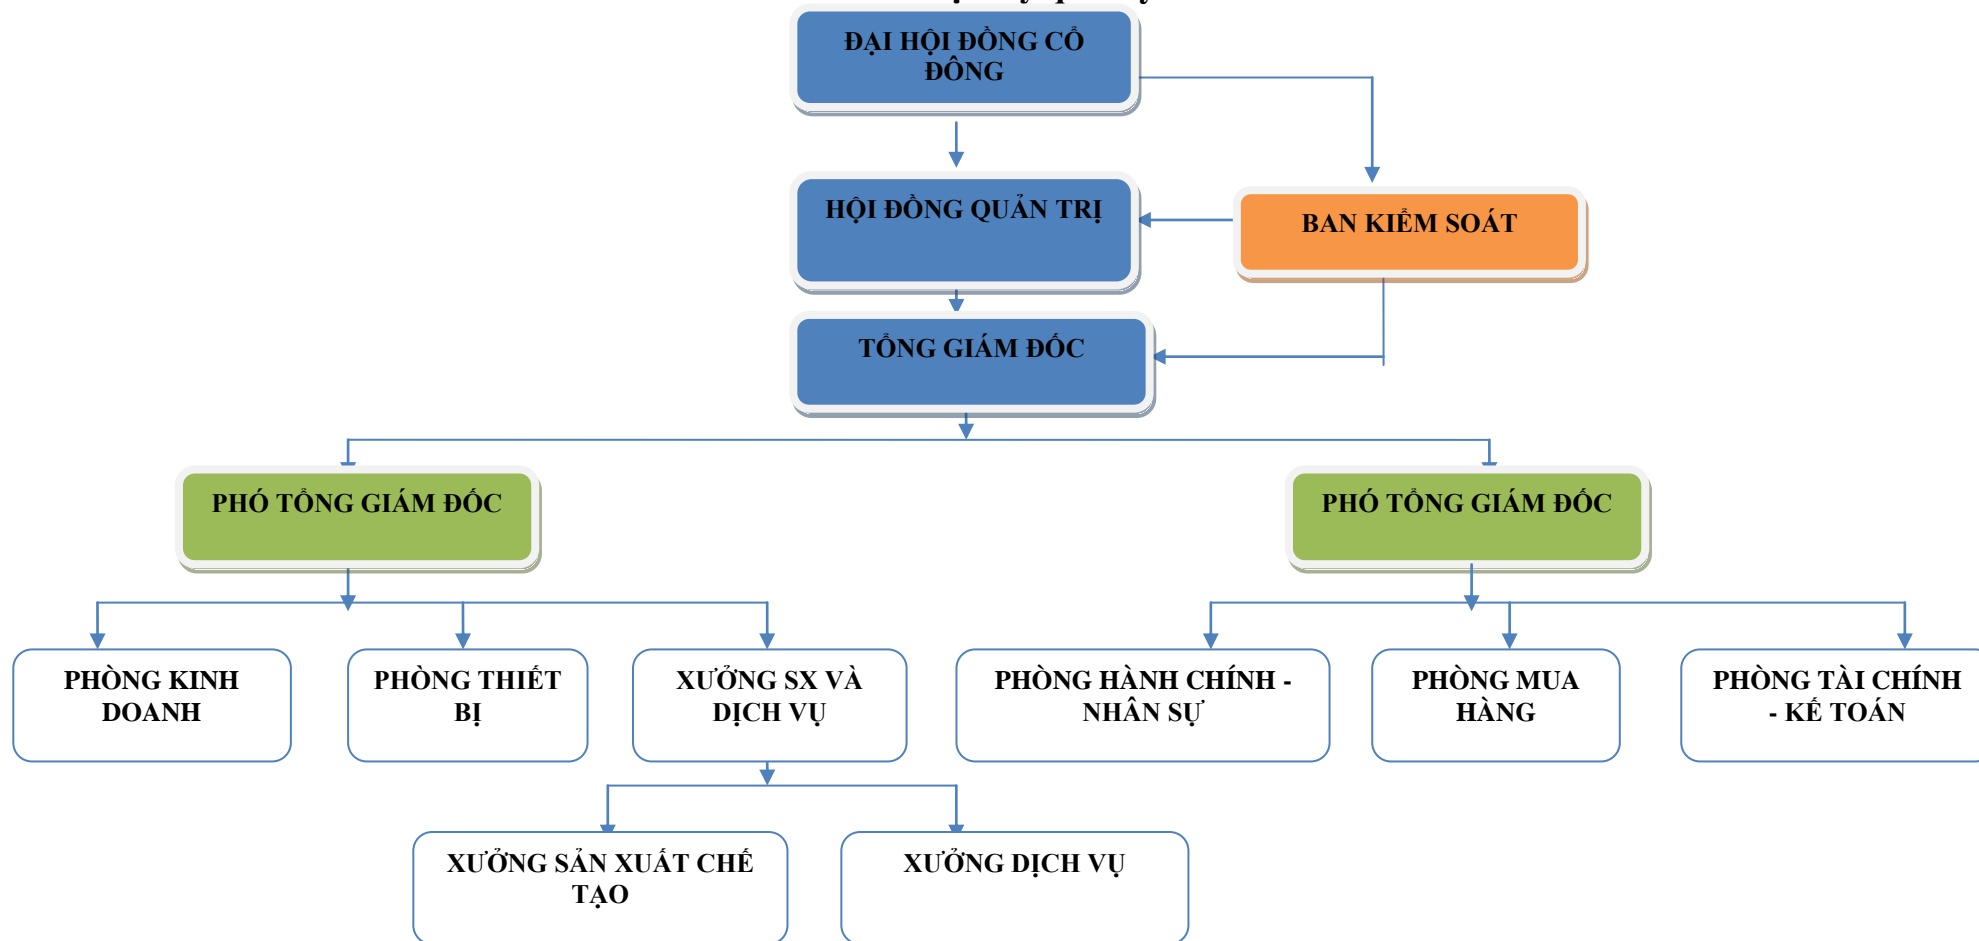 ĐẠI HỘI ĐỒNG CỔ
ĐÔNG
HỘI ĐỒNG QUẢN TRỊ
BAN KIỂM SOÁT
TỔNG GIÁM ĐỐC
PHÓ TỔNG GIÁM ĐỐC
PHÓ TỔNG GIÁM ĐỐC
PHÒNG KINH
DOANH
PHÒNG THIẾT
BỊ
XƯỞNG SX VÀ
DỊCH VỤ
PHÒNG HÀNH CHÍNH -
NHÂN SỰ
PHÒNG MUA
HÀNG
PHÒNG TÀI CHÍNH
- KẾ TOÁN
XƯỞNG SẢN XUẤT CHẾ
TẠO
XƯỞNG DỊCH VỤ